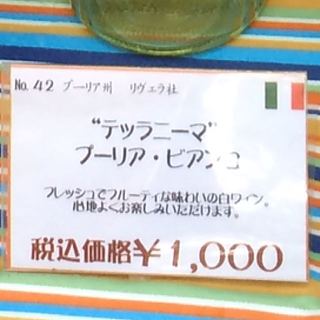 No. 42 プーリア州 リヴェラ社
“テッラニーマ”
プーリア・ビアンコ
フレッシュでフルーティな味わいの白ワイン。
心地よくお楽しみいただけます。
税込価格￥1,000